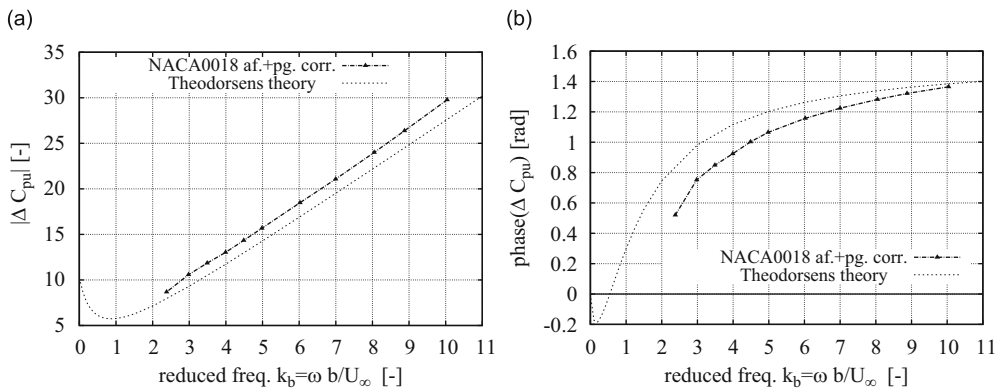 (a)
35
30
25
20
15
10
5
|Δ C_pu| [-]
NACA0018 af.+pg. corr.
Theodorsens theory
0 1 2 3 4 5 6 7 8 9 10 11
reduced freq. k_b=ω b/U_∞ [-]
(b)
1.6
1.4
1.2
1
0.8
0.6
0.4
0.2
0
-0.2
phase(Δ C_pu) [rad]
NACA0018 af.+pg. corr.
Theodorsens theory
0 1 2 3 4 5 6 7 8 9 10 11
reduced freq. k_b=ω b/U_∞ [-]